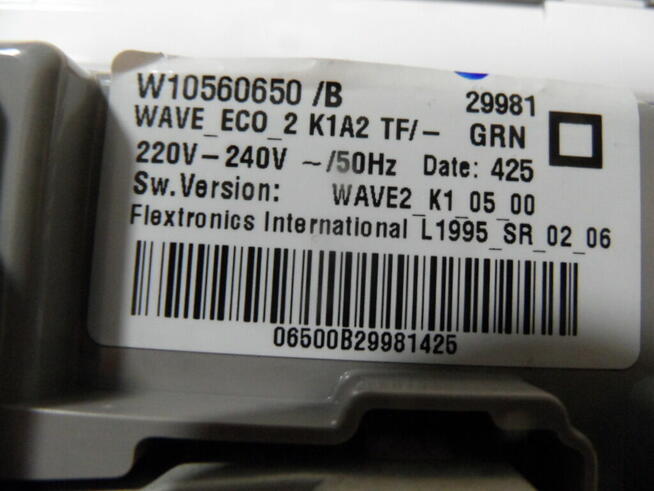 W10560650 /B 29981
WAVE_ECO_2 K1A2 TF/- GRN
220V-240V ~/50Hz Date: 425
Sw.Version: WAVE2_K1_05_00
Flextronics International L1995_SR_02_06
06500B29981425